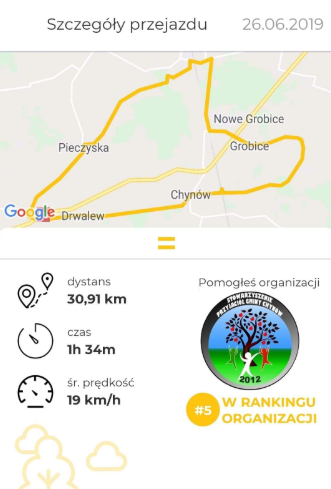 Szczegóły przejazdu 26.06.2019
Nowe Grobice
Pieczyska
Grobice
Chynów
Google
Drwalew
dystans
30,91 km
czas
1h 34m
śr. prędkość
19 km/h
Pomogłeś organizacji
STOWARZYSZENIE
PRZYJACIÓŁ GMINY CHYNÓW
2012
#5 W RANKINGU
ORGANIZACJI